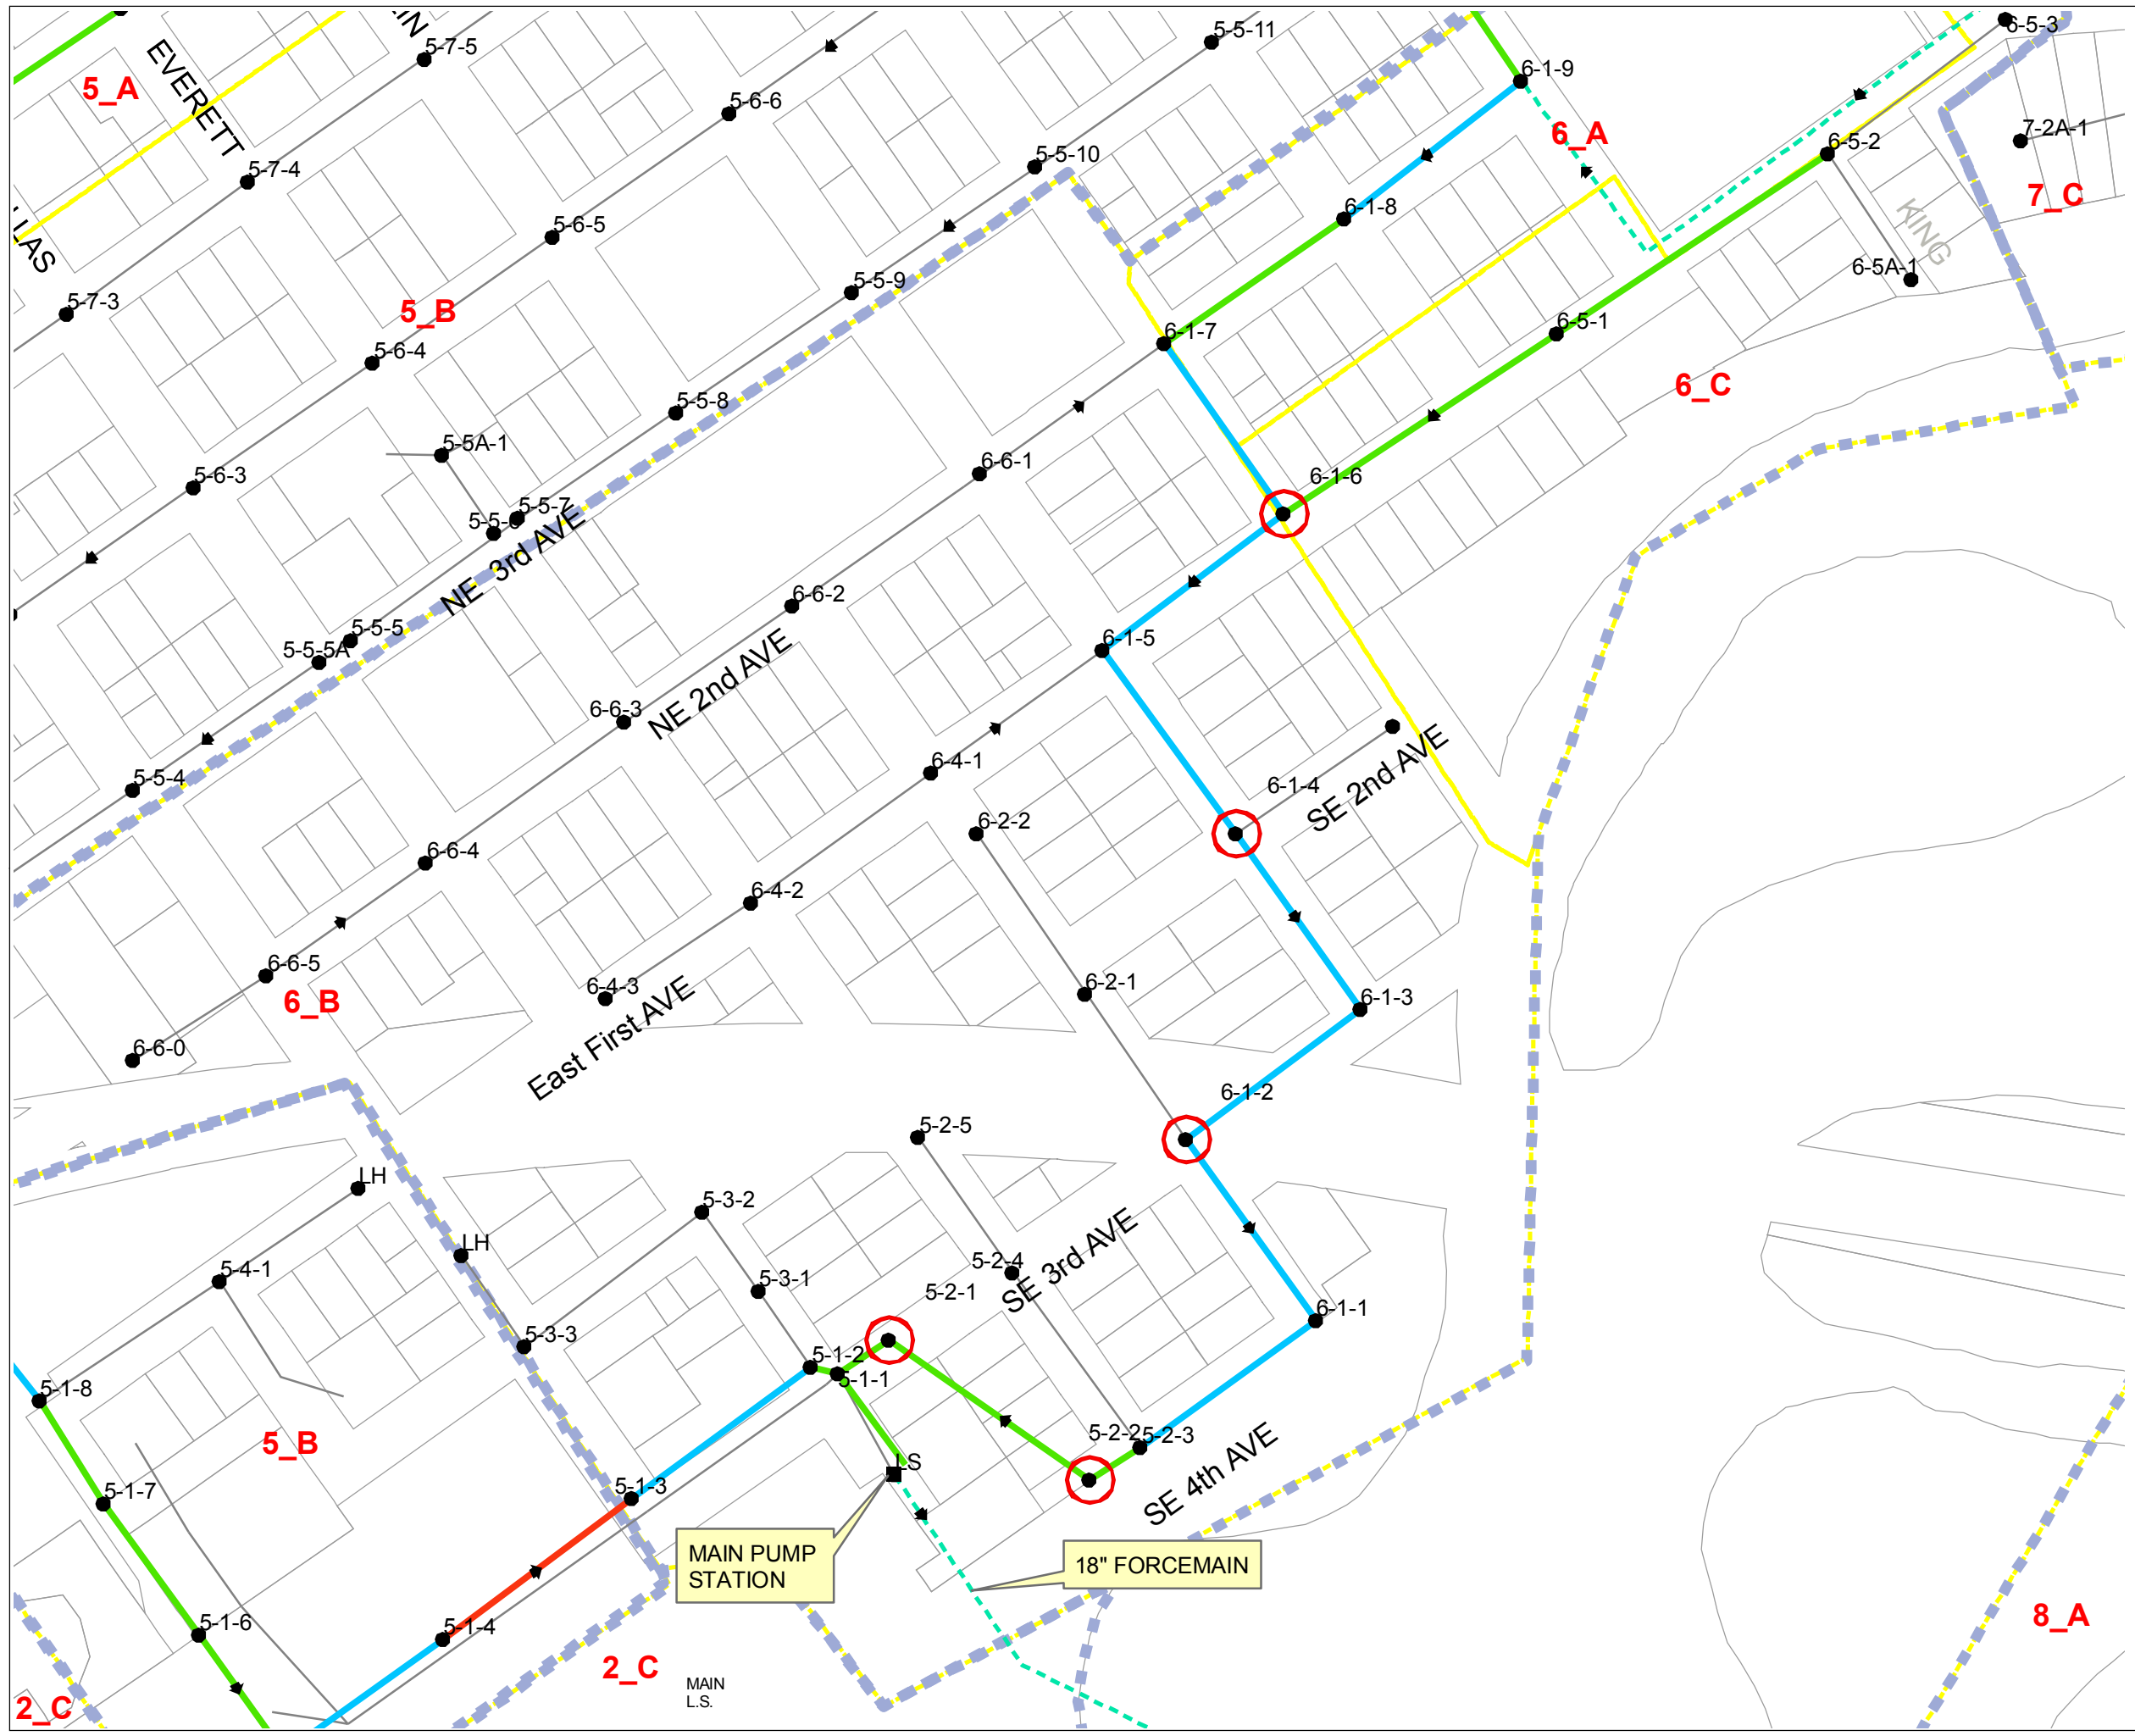 5-5-11
6-5-3
5-7-5
6-1-9
EVERETT
5_A
5-6-6
6_A
7-2A-1
6-5-2
5-5-10
5-7-4
7_C
6-1-8
KING
5-6-5
6-5A-1
5-5-9
5-7-3
5_B
6-1-7
6-5-1
5-6-4
6_C
5-5-8
5-5A-1
6-6-1
5-6-3
6-1-6
5-5-7
NE 3rd AVE
6-6-2
5-5-5
5-5-5A
6-1-5
NE 2nd AVE
6-6-3
6-4-1
SE 2nd AVE
5-5-4
6-1-4
6-2-2
6-6-4
6-4-2
6-6-5
6-2-1
6-4-3
6-1-3
6_B
East First AVE
6-6-0
6-1-2
5-2-5
LH
5-3-2
LH
5-2-4
SE 3rd AVE
5-4-1
5-3-1
5-2-1
6-1-1
5-3-3
5-1-2
5-1-1
5-1-8
5-2-2
5-2-3
5_B
SE 4th AVE
LS
5-1-3
5-1-7
MAIN PUMP
STATION
18" FORCEMAIN
5-1-6
5-1-4
8_A
2_C
MAIN
L.S.
2_C